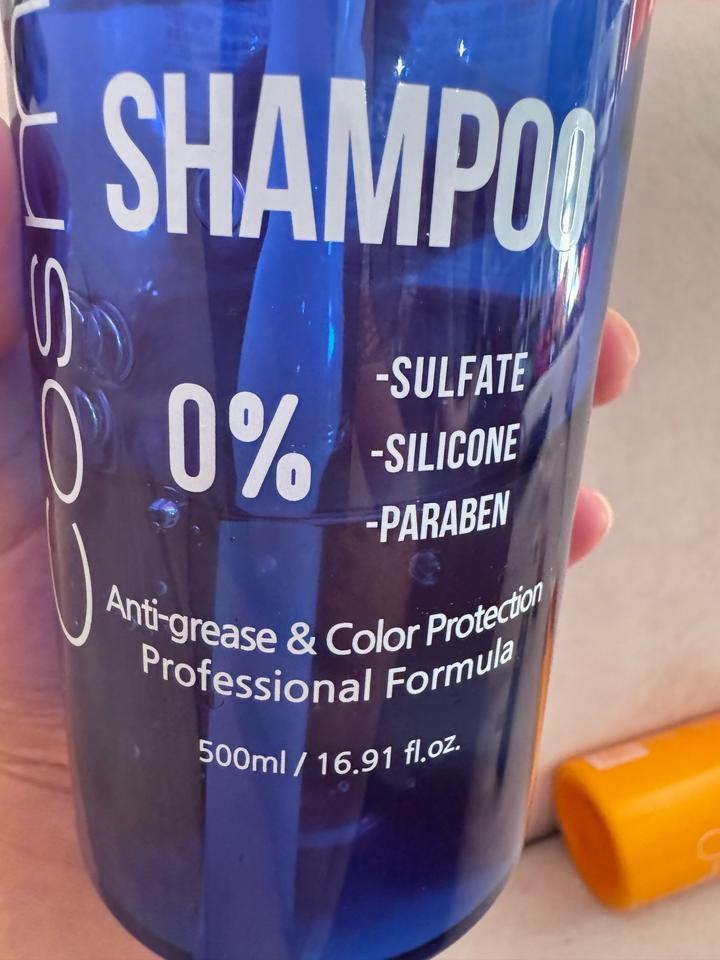 SHAMPOO
0%
-SULFATE
-SILICONE
-PARABEN
Anti-grease & Color Protection
Professional Formula
500ml / 16.91 fl.oz.